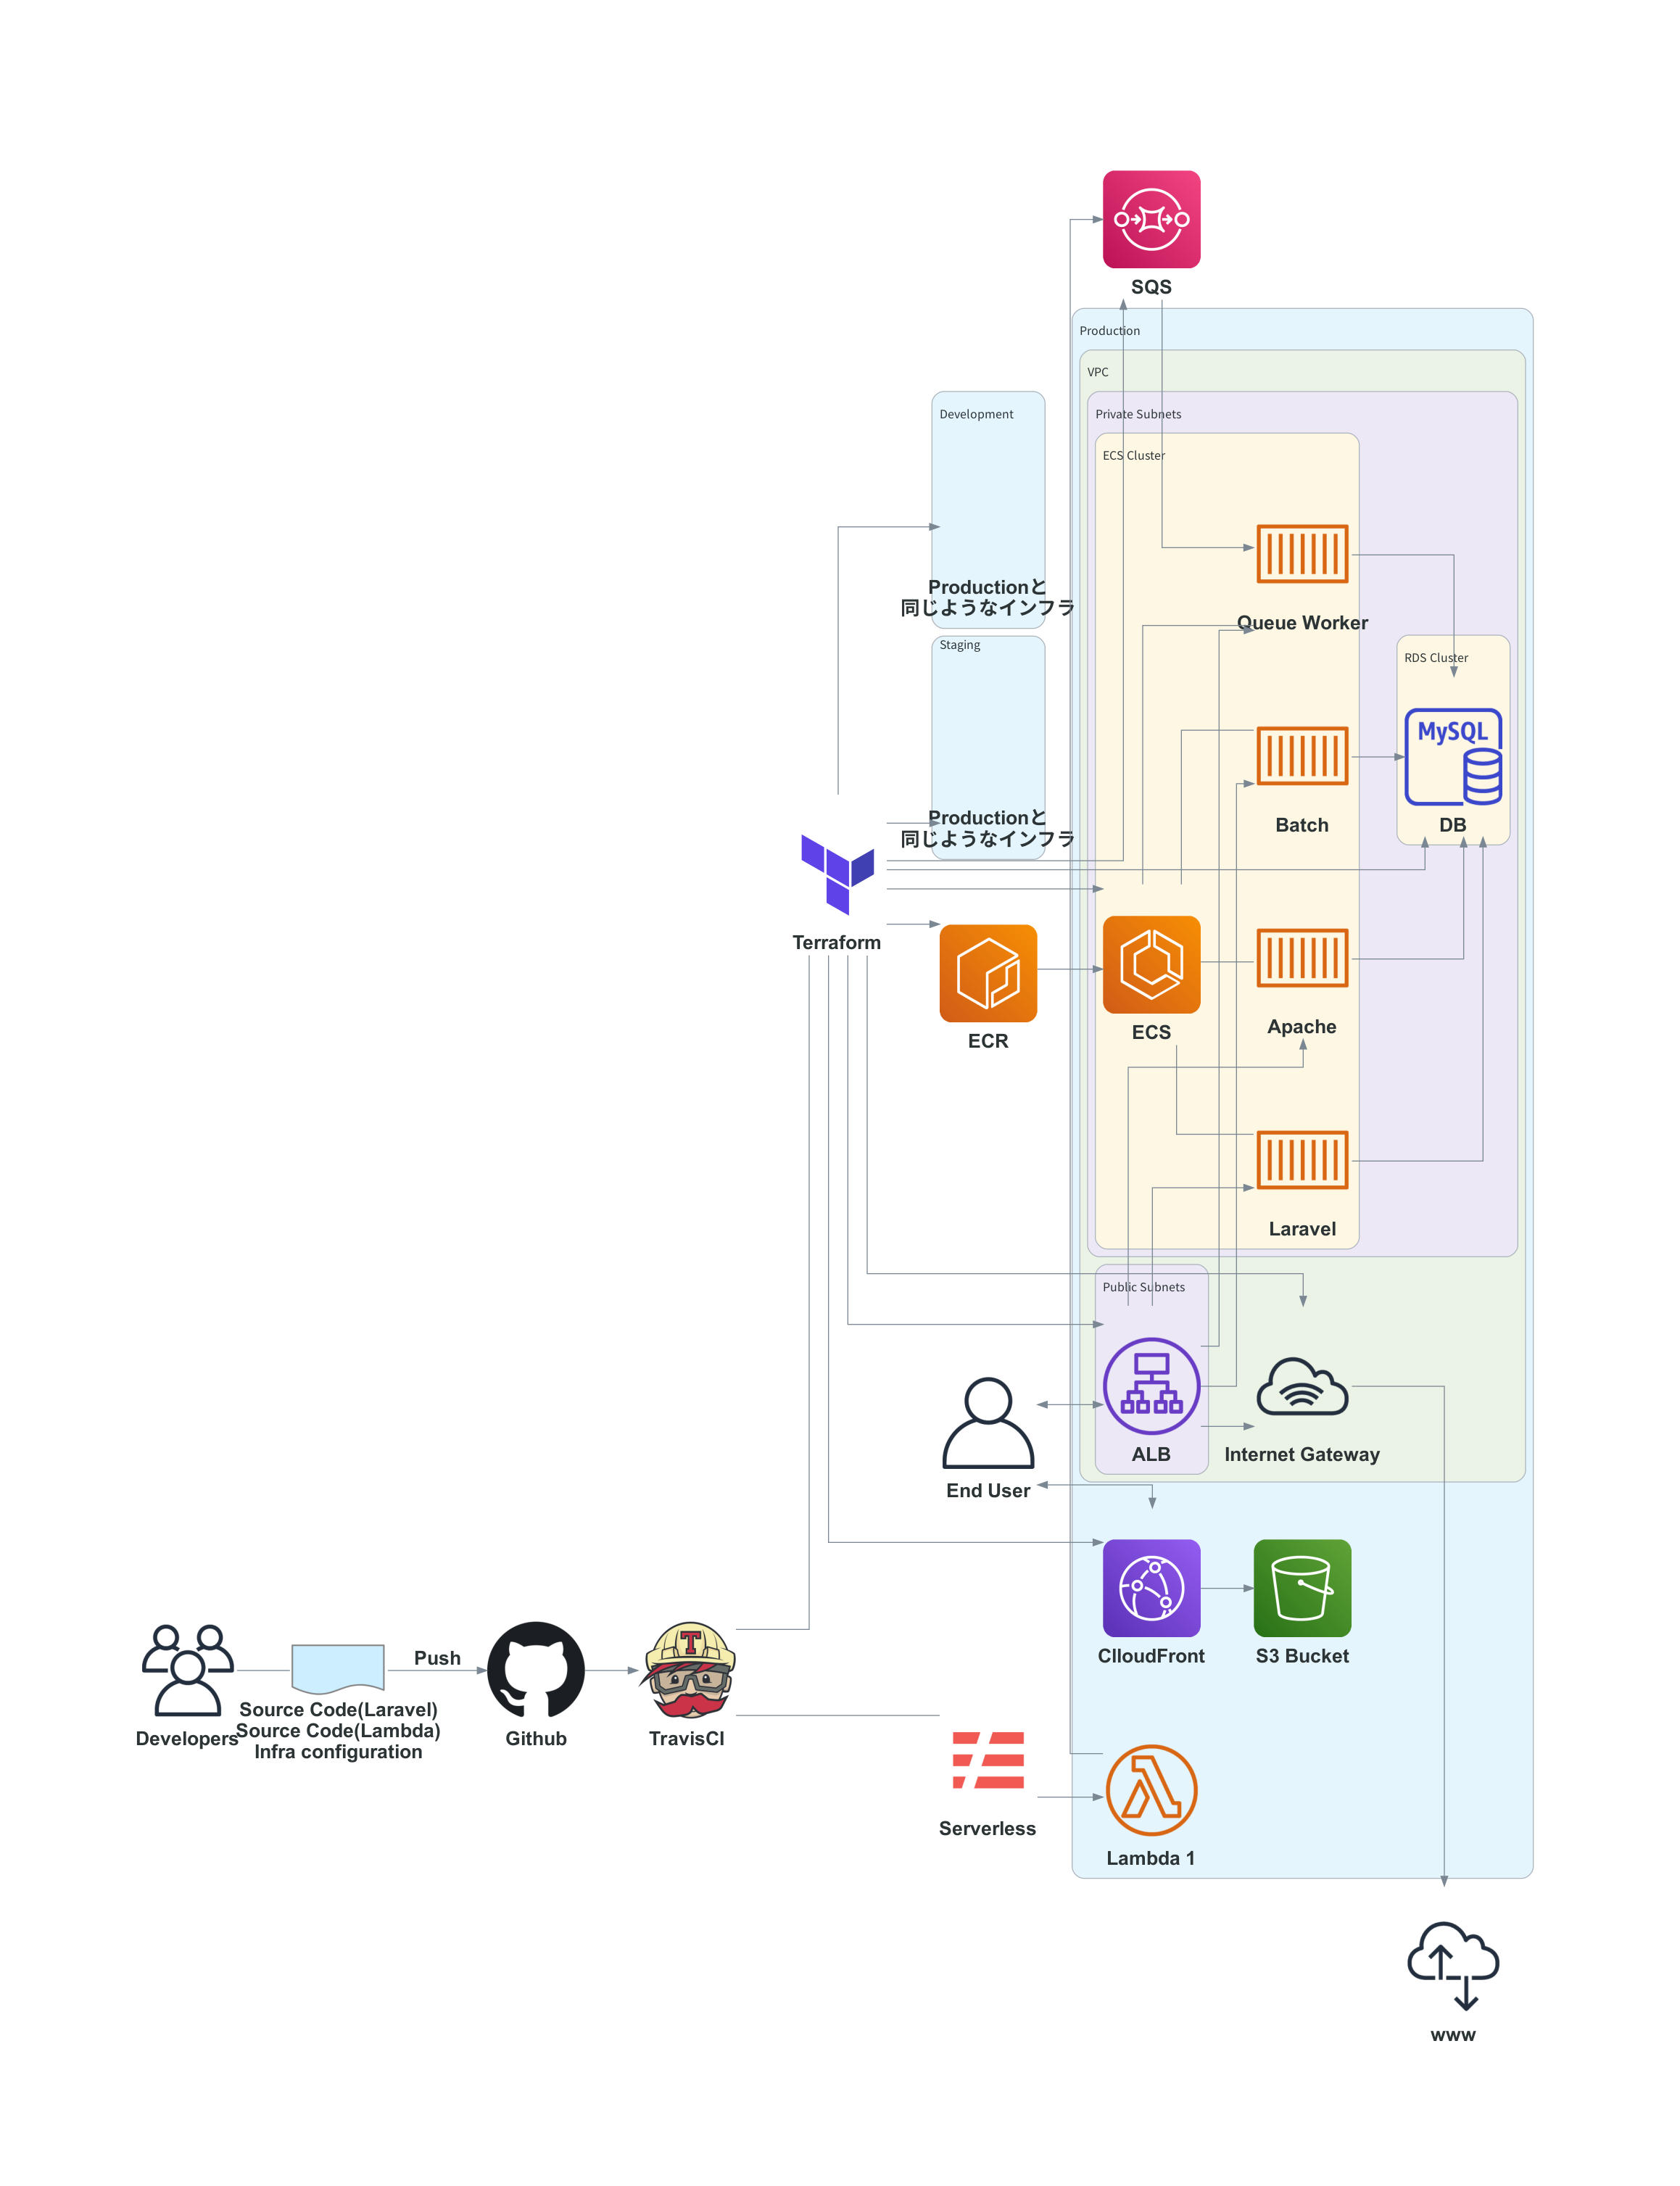 SQS
Production
VPC
Development
Private Subnets
ECS Cluster
Productionと
同じようなインフラ
Queue Worker
Staging
RDS Cluster
MySQL
Productionと
同じようなインフラ
Batch
DB
Terraform
ECR
ECS
Apache
Laravel
Public Subnets
ALB
Internet Gateway
End User
ClloudFront
S3 Bucket
Push
T
Source Code(Laravel)
Source Code(Lambda)
Infra configuration
Developers
Github
TravisCI
Serverless
Lambda 1
www